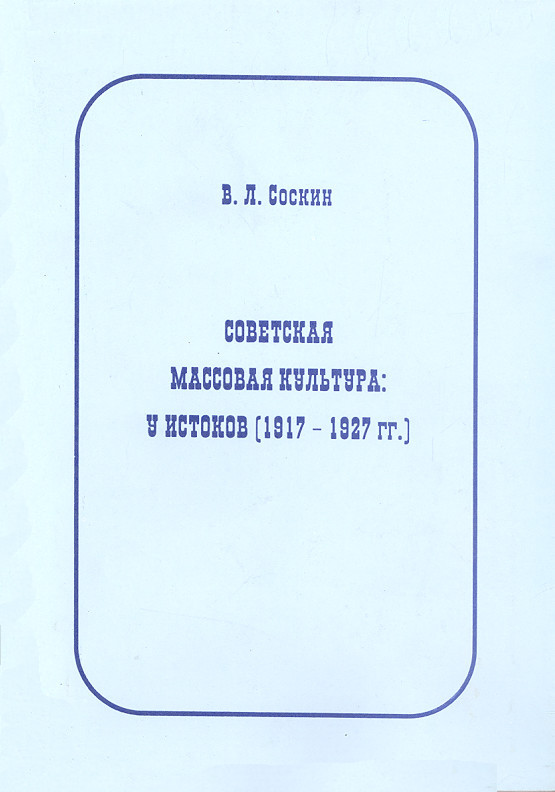 В. Л. Соскин
СОВЕТСКАЯ
МАССОВАЯ КУЛЬТУРА:
У ИСТОКОВ (1917 – 1927 гг.)